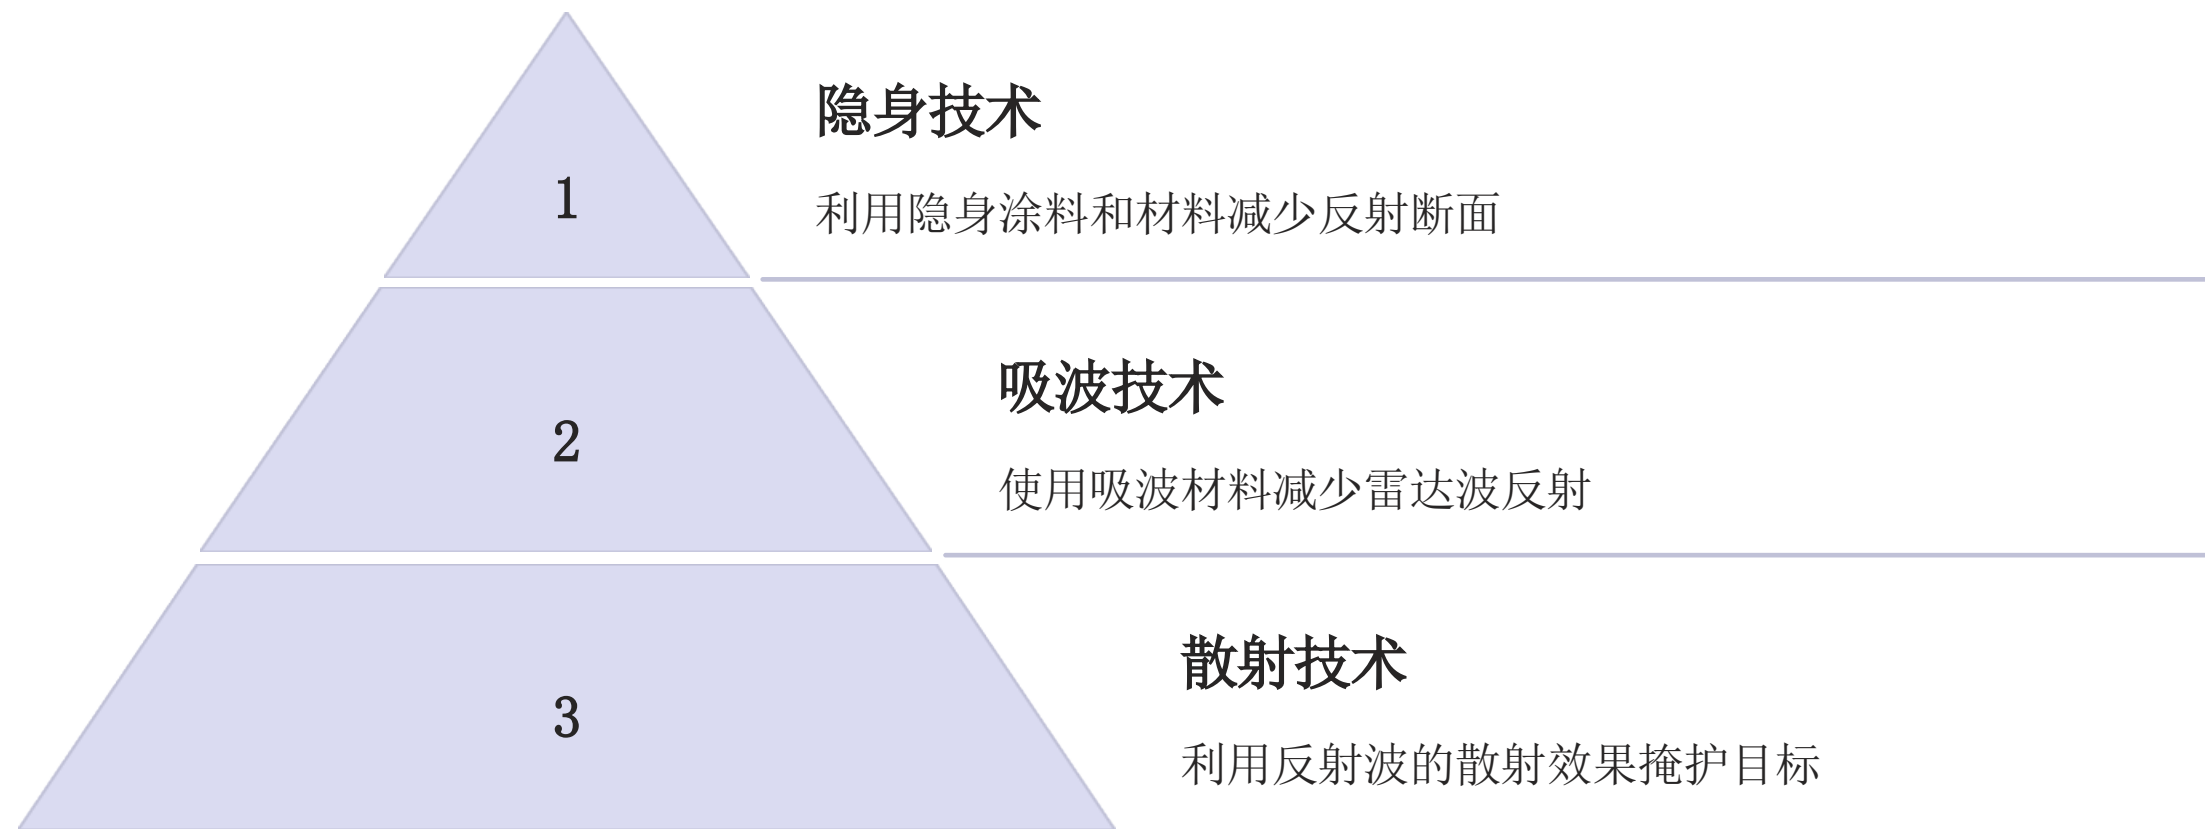 1
隐身技术
利用隐身涂料和材料减少反射断面
2
吸波技术
使用吸波材料减少雷达波反射
3
散射技术
利用反射波的散射效果掩护目标